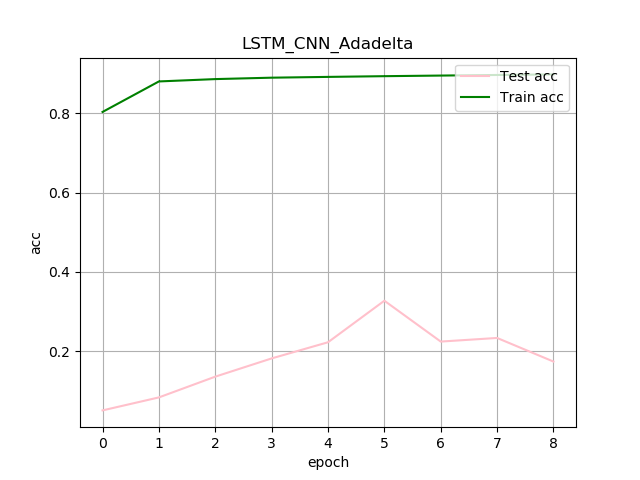 LSTM_CNN_Adadelta
Test acc
Train acc
0.8
0.6
0.4
0.2
acc
0 1 2 3 4 5 6 7 8
epoch